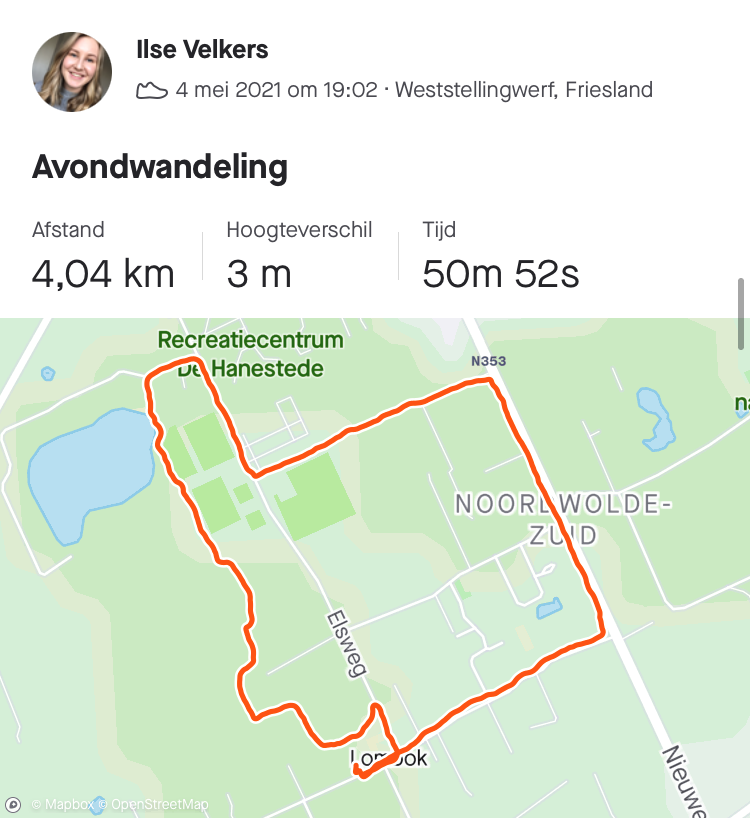 Ilse Velkers
4 mei 2021 om 19:02 · Weststellingwerf, Friesland
Avondwandeling
Afstand
Hoogteverschil
Tijd
4,04 km
3 m
50m 52s
Recreatiecentrum
De Hanestede
N353
na
NOORDWOLDE-
ZUID
Elsweg
Lombok
Nieuwe
© Mapbox © OpenStreetMap